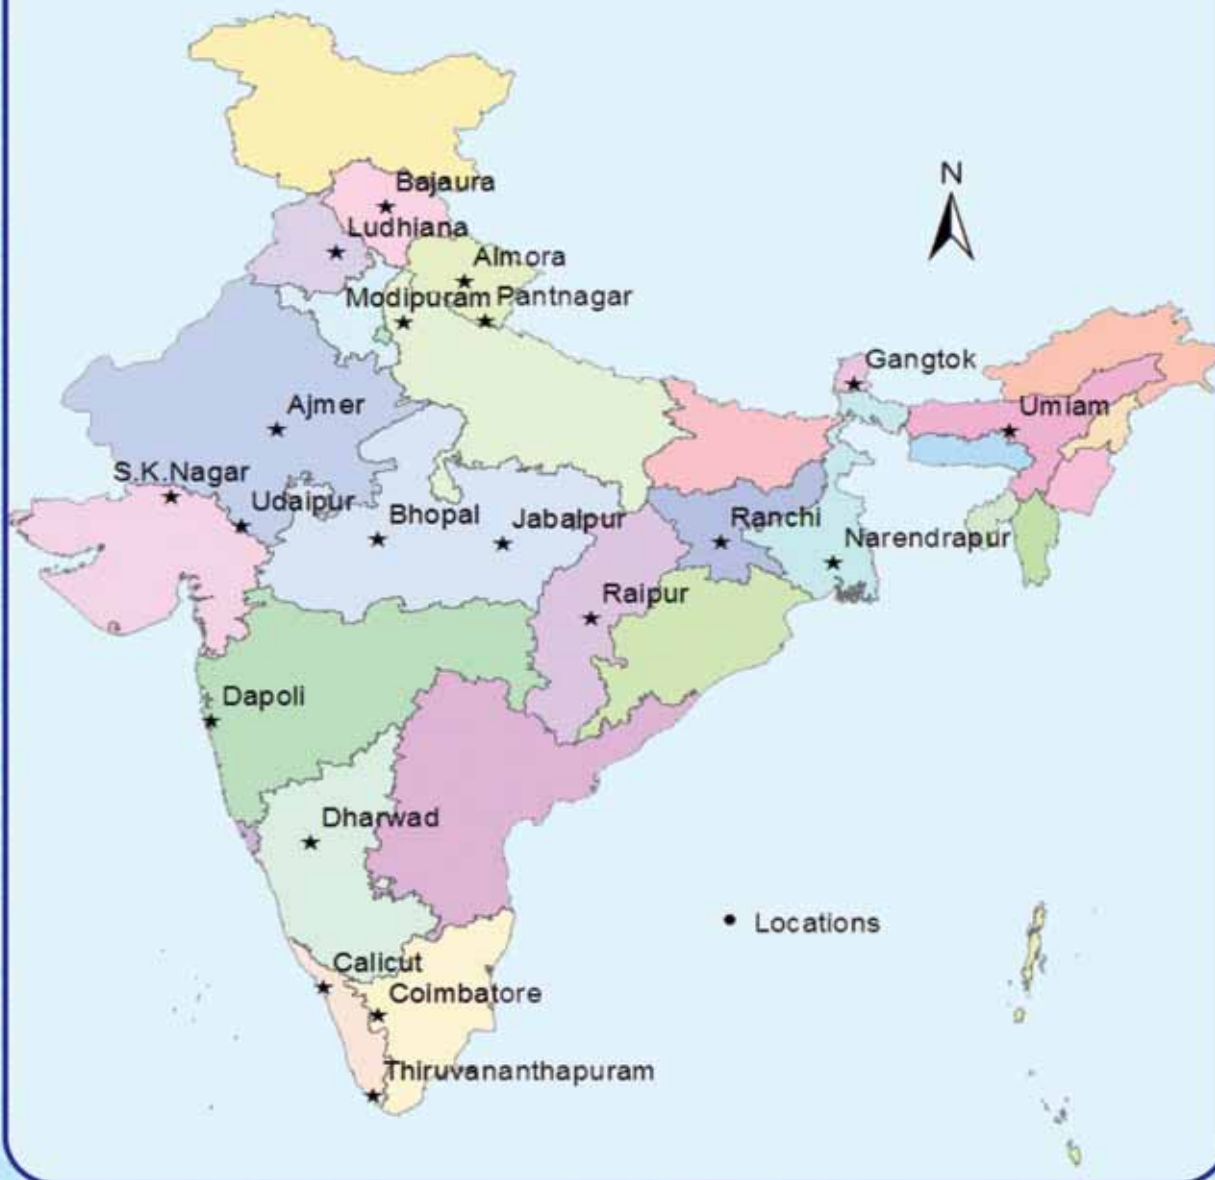 N
Bajaura
Ludhiana
Almora
Modipuram Pantnagar
Gangtok
Ajmer
Umiam
S.K.Nagar
Udaipur
Bhopal
Jabalpur
Ranchi
Narendrapur
Raipur
Dapoli
Dharwad
Locations
Calicut
Coimbatore
Thiruvananthapuram